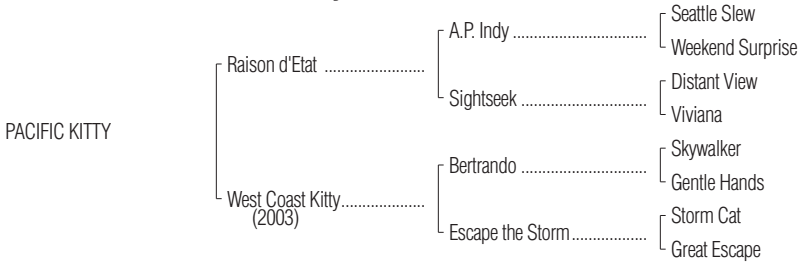 Seattle Slew
A.P. Indy ................................
Weekend Surprise
Raison d'Etat ........................
Distant View
Sightseek ..............................
Viviana
PACIFIC KITTY
Skywalker
Bertrando ..............................
Gentle Hands
West Coast Kitty....................
(2003)
Storm Cat
Escape the Storm..................
Great Escape